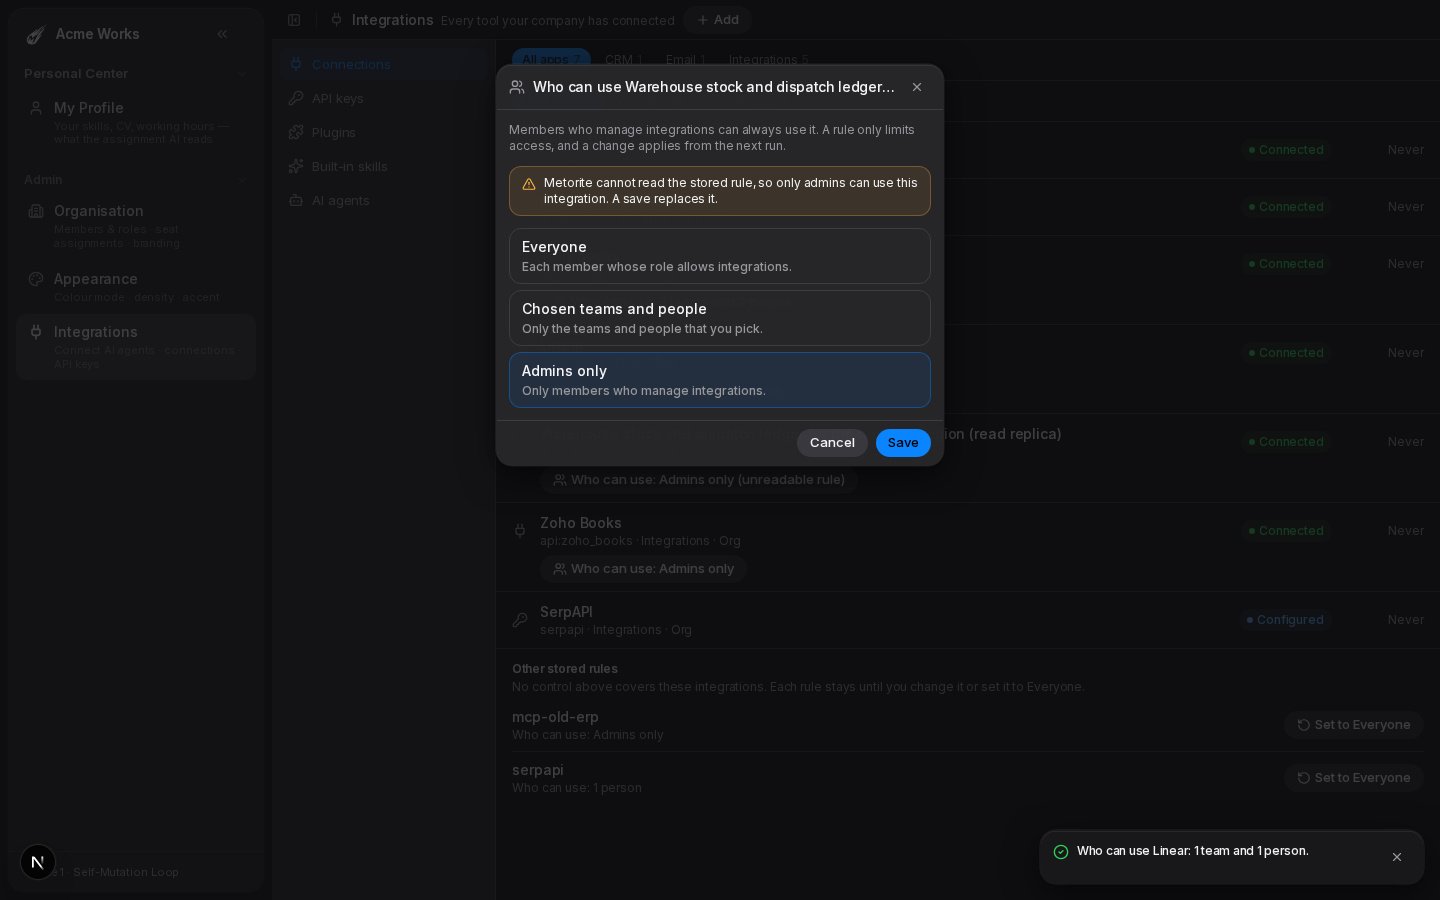 Acme Works
Personal Center
My Profile
Your skills, CV, working hours —
what the assignment AI reads
Admin
Organisation
Members & roles · seat
assignments · branding
Appearance
Colour mode · density · accent
Integrations
Connect AI agents · connections
API keys
Self-Mutation Loop
Integrations Every tool your company has connected + Add
Connections
API keys
Plugins
Built-in skills
AI agents
All apps 7 CRM 1 Email 1 Integrations 5
Connected Never
Connected Never
Connected Never
Connected Never
ion (read replica)
Connected Never
Who can use: Admins only (unreadable rule)
Zoho Books
api:zoho_books · Integrations · Org
Connected Never
Who can use: Admins only
SerpAPI
serpapi · Integrations · Org
Configured Never
Other stored rules
No control above covers these integrations. Each rule stays until you change it or set it to Everyone.
mcp-old-erp
Who can use: Admins only
Set to Everyone
serpapi
Who can use: 1 person
Set to Everyone
Who can use Warehouse stock and dispatch ledger…
Members who manage integrations can always use it. A rule only limits
access, and a change applies from the next run.
Metorite cannot read the stored rule, so only admins can use this
integration. A save replaces it.
Everyone
Each member whose role allows integrations.
Chosen teams and people
Only the teams and people that you pick.
Admins only
Only members who manage integrations.
Cancel Save
Who can use Linear: 1 team and 1 person.